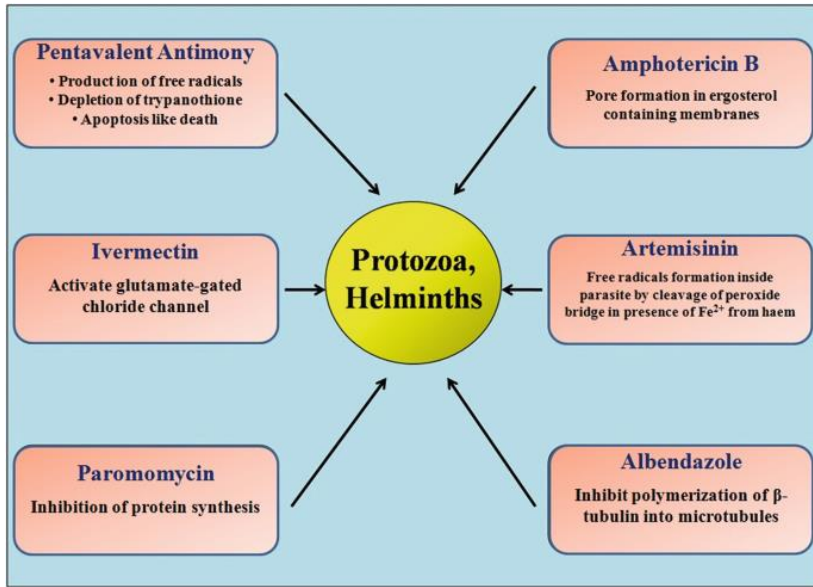 Pentavalent Antimony
• Production of free radicals
• Depletion of trypanothione
• Apoptosis like death
Amphotericin B
Pore formation in ergosterol
containing membranes
Ivermectin
Activate glutamate-gated
chloride channel
Protozoa,
Helminths
Artemisinin
Free radicals formation inside
parasite by cleavage of peroxide
bridge in presence of Fe²⁺ from haem
Paromomycin
Inhibition of protein synthesis
Albendazole
Inhibit polymerization of β-
tubulin into microtubules